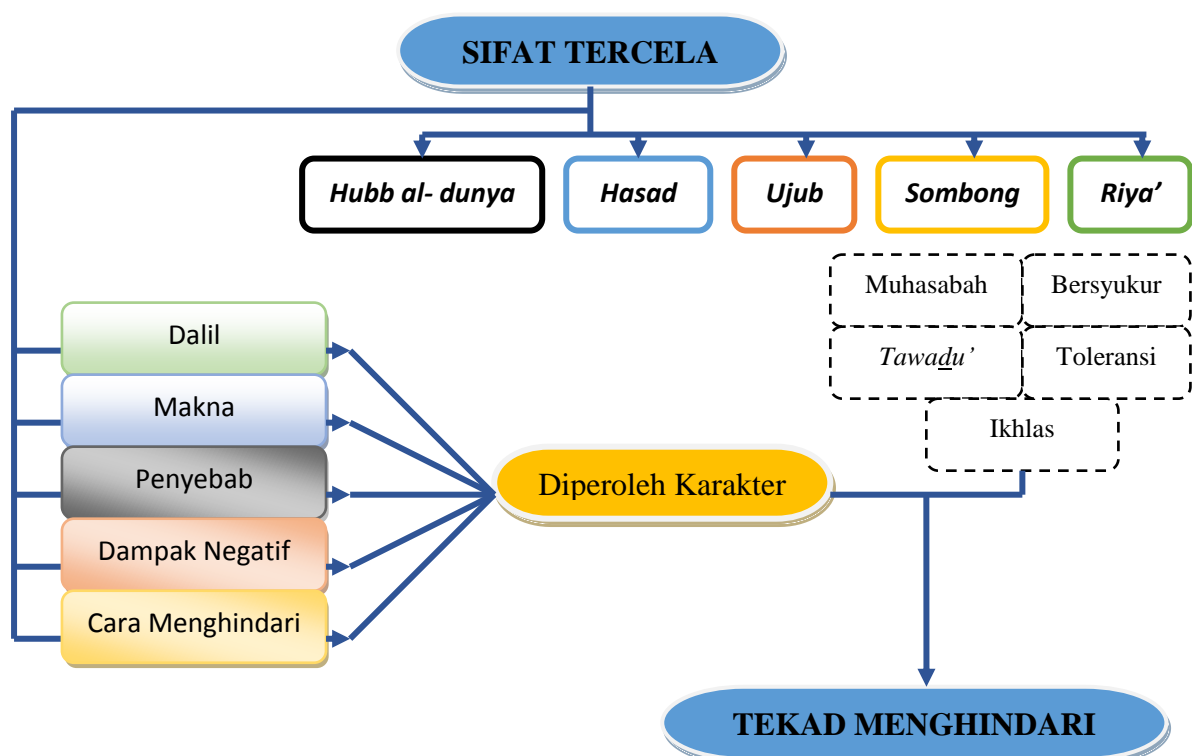 SIFAT TERCELA
Hubb al- dunya
Hasad
Ujub
Sombong
Riya’
Muhasabah
Bersyukur
Tawadu’
Toleransi
Ikhlas
Dalil
Makna
Penyebab
Dampak Negatif
Cara Menghindari
Diperoleh Karakter
TEKAD MENGHINDARI